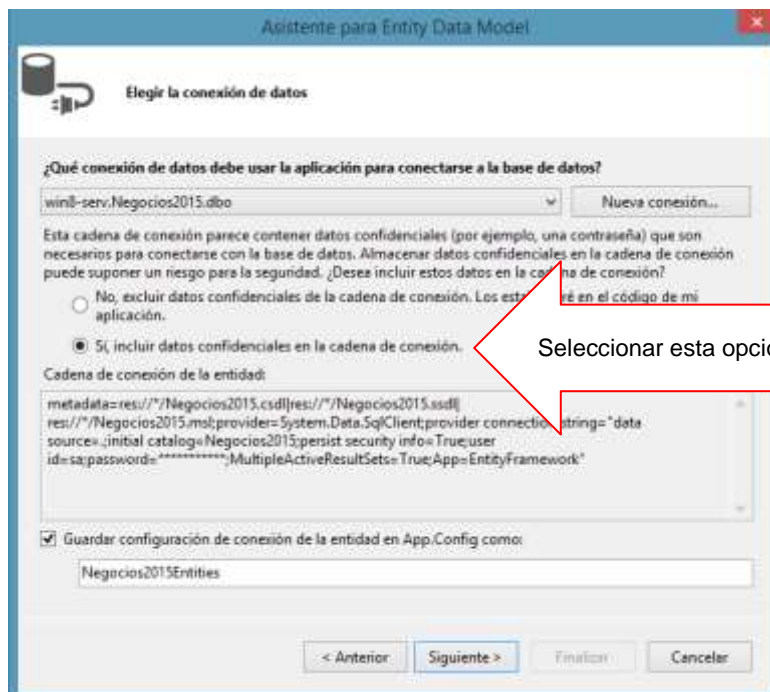 Asistente para Entity Data Model
Elegir la conexión de datos
¿Qué conexión de datos debe usar la aplicación para conectarse a la base de datos?
win8-serv.Negocios2015.dbo
Nueva conexión...
Esta cadena de conexión parece contener datos confidenciales (por ejemplo, una contraseña) que son
necesarios para conectarse con la base de datos. Almacenar datos confidenciales en la cadena de conexión
puede suponer un riesgo para la seguridad. ¿Desea incluir estos datos en la cadena de conexión?
No, excluir datos confidenciales de la cadena de conexión. Los en el código de mi
aplicación.
Sí, incluir datos confidenciales en la cadena de conexión.
Seleccionar esta opció
Cadena de conexión de la entidad:
metadata=res://*/Negocios2015.csdl|res://*/Negocios2015.ssdl|
res://*/Negocios2015.msl;provider=System.Data.SqlClient;provider connection string="data
source=.;initial catalog=Negocios2015;persist security info=True;user
id=sa;password=***********;MultipleActiveResultSets=True;App=EntityFramework"
Guardar configuración de conexión de la entidad en App.Config como:
Negocios2015Entities
< Anterior
Siguiente >
Finalizar
Cancelar